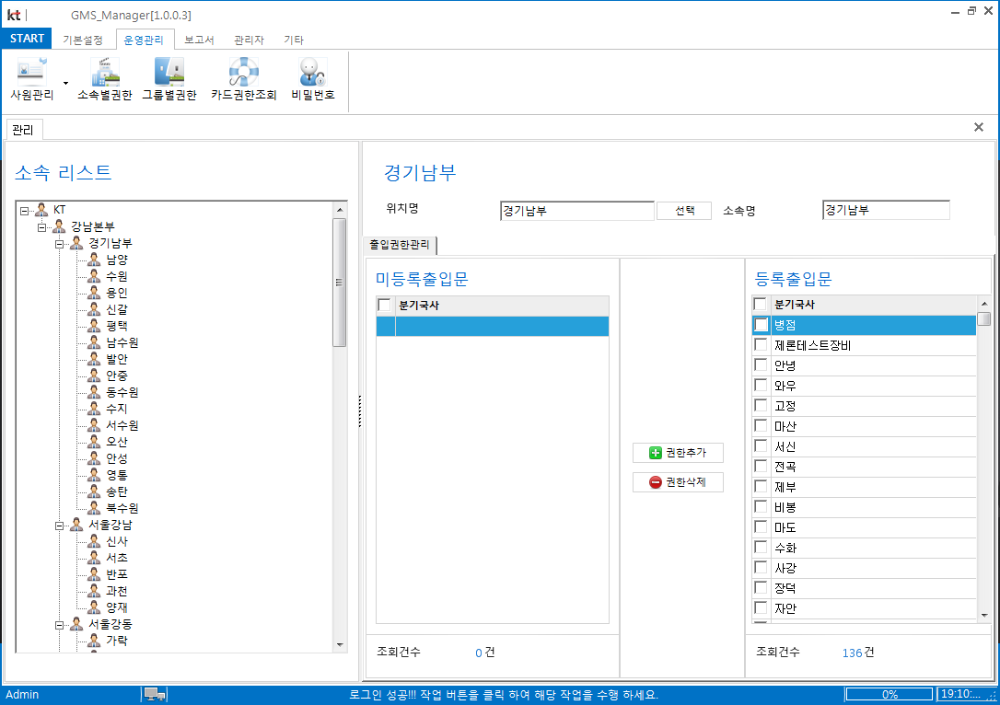 kt GMS_Manager[1.0.0.3]
START 기본설정 운영관리 보고서 관리자 기타
사원관리 소속별권한 그룹별권한 카드권한조회 비밀번호
관리
소속 리스트
KT
강남본부
경기남부
남양
수원
용인
신갈
평택
남수원
발안
안중
동수원
수지
서수원
오산
안성
영통
송탄
북수원
서울강남
신사
서초
반포
과천
양재
서울강동
가락
경기남부
위치명 경기남부 선택 소속명 경기남부
출입권한관리
미등록출입문
분기국사
조회건수 0 건
권한추가
권한삭제
등록출입문
분기국사
병점
제론테스트장비
안녕
와우
고정
마산
서신
전곡
제부
비봉
마도
수화
사강
장덕
자안
조회건수 136 건
Admin 로그인 성공!!! 작업 버튼을 클릭 하여 해당 작업을 수행 하세요. 0% 19:10:...